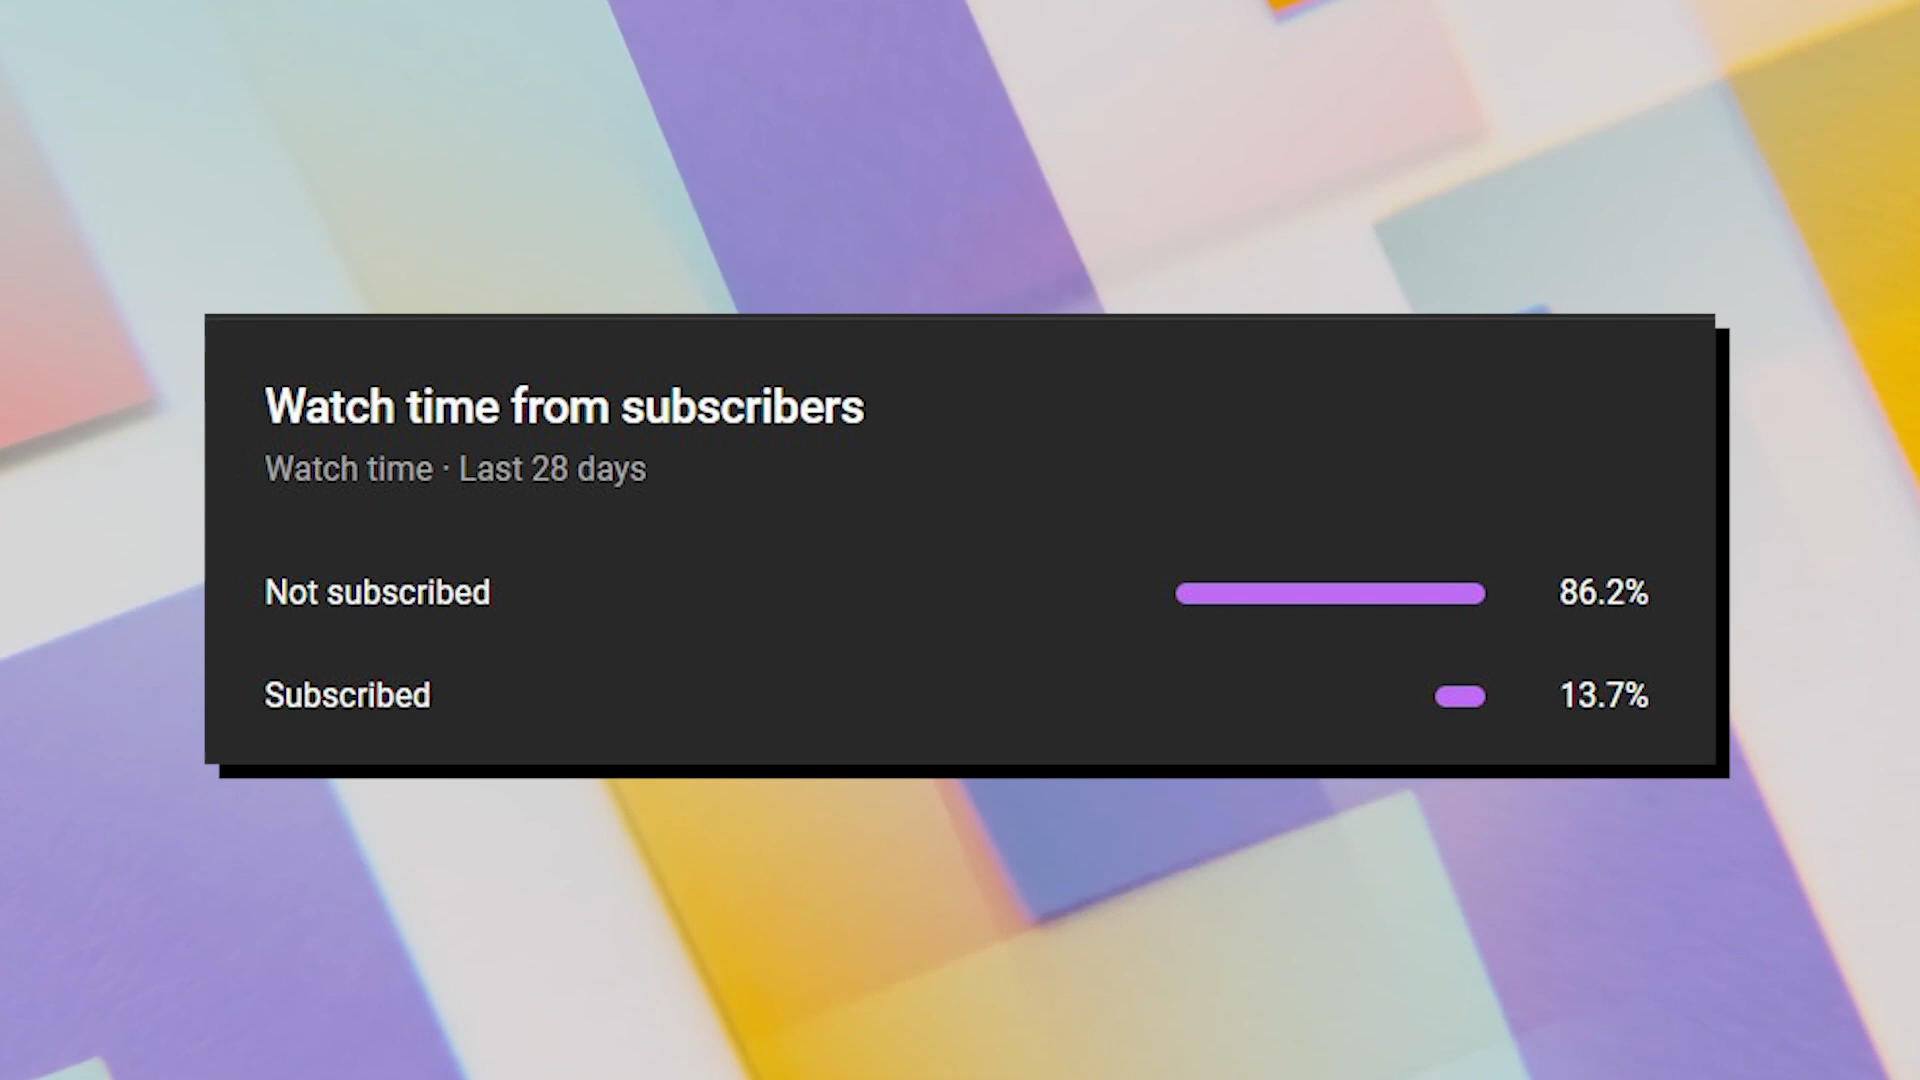 Watch time from subscribers
Watch time · Last 28 days
Not subscribed 86.2%
Subscribed 13.7%